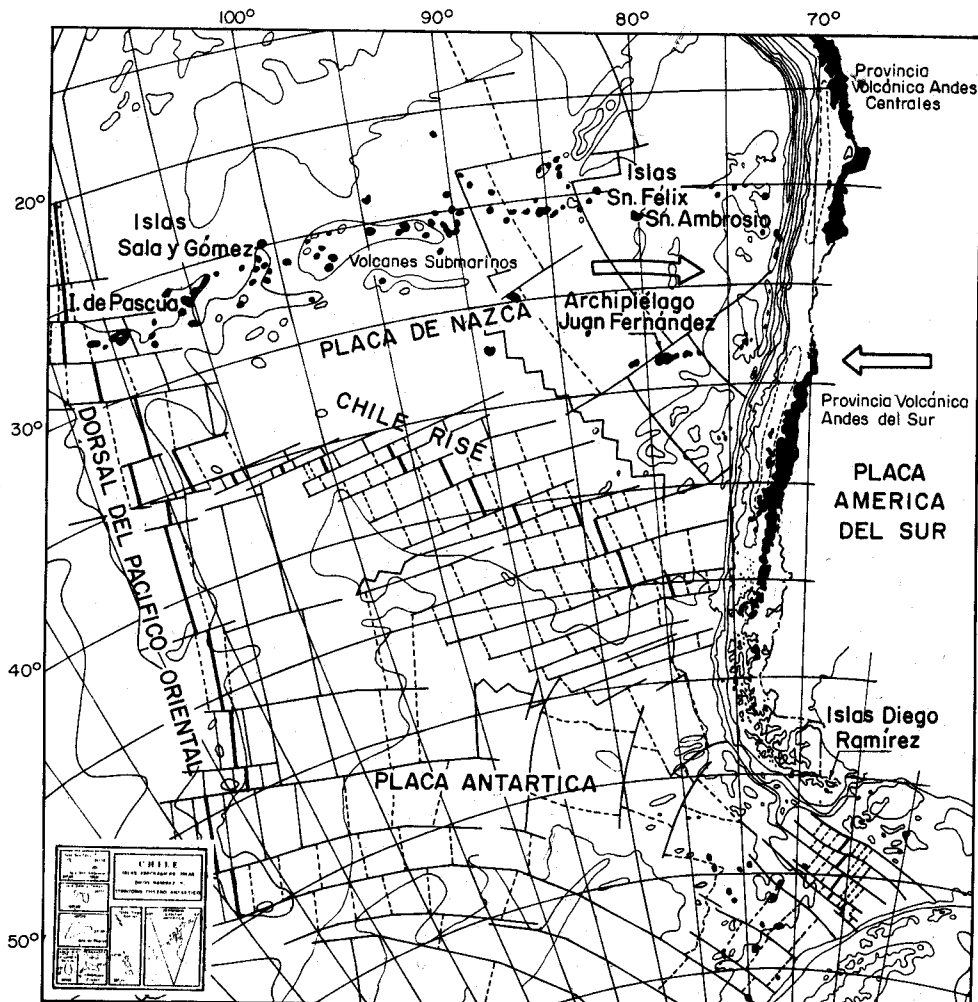 100°
90°
80°
70°
Provincia
Volcánica Andes
Centrales
20°
Islas
Sn. Félix
Sn. Ambrosio
Islas
Sala y Gómez
Volcanes Submarinos
I. de Pascua
Archipiélago
Juan Fernández
PLACA DE NAZCA
Provincia Volcánica
Andes del Sur
30°
CHILE RISE
DORSAL DEL PACIFICO-ORIENTAL
PLACA
AMERICA
DEL SUR
40°
Islas Diego
Ramírez
PLACA ANTARTICA
50°
CHILE